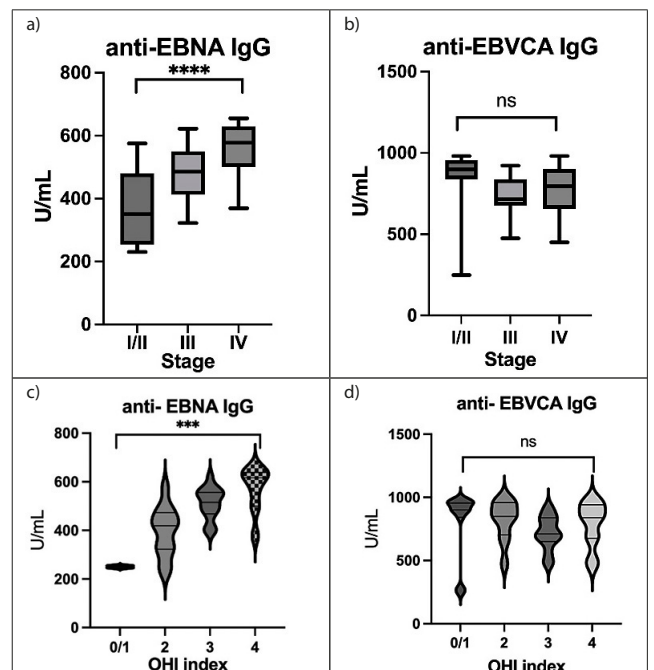 a)
anti-EBNA IgG
****
800
600
400
200
0
U/mL
I/II III IV
Stage
b)
anti-EBVCA IgG
ns
1500
1000
500
0
U/mL
I/II III IV
Stage
c)
anti- EBNA IgG
***
800
600
400
200
0
U/mL
0/1 2 3 4
OHI index
d)
anti- EBVCA IgG
ns
1500
1000
500
0
U/mL
0/1 2 3 4
OHI index